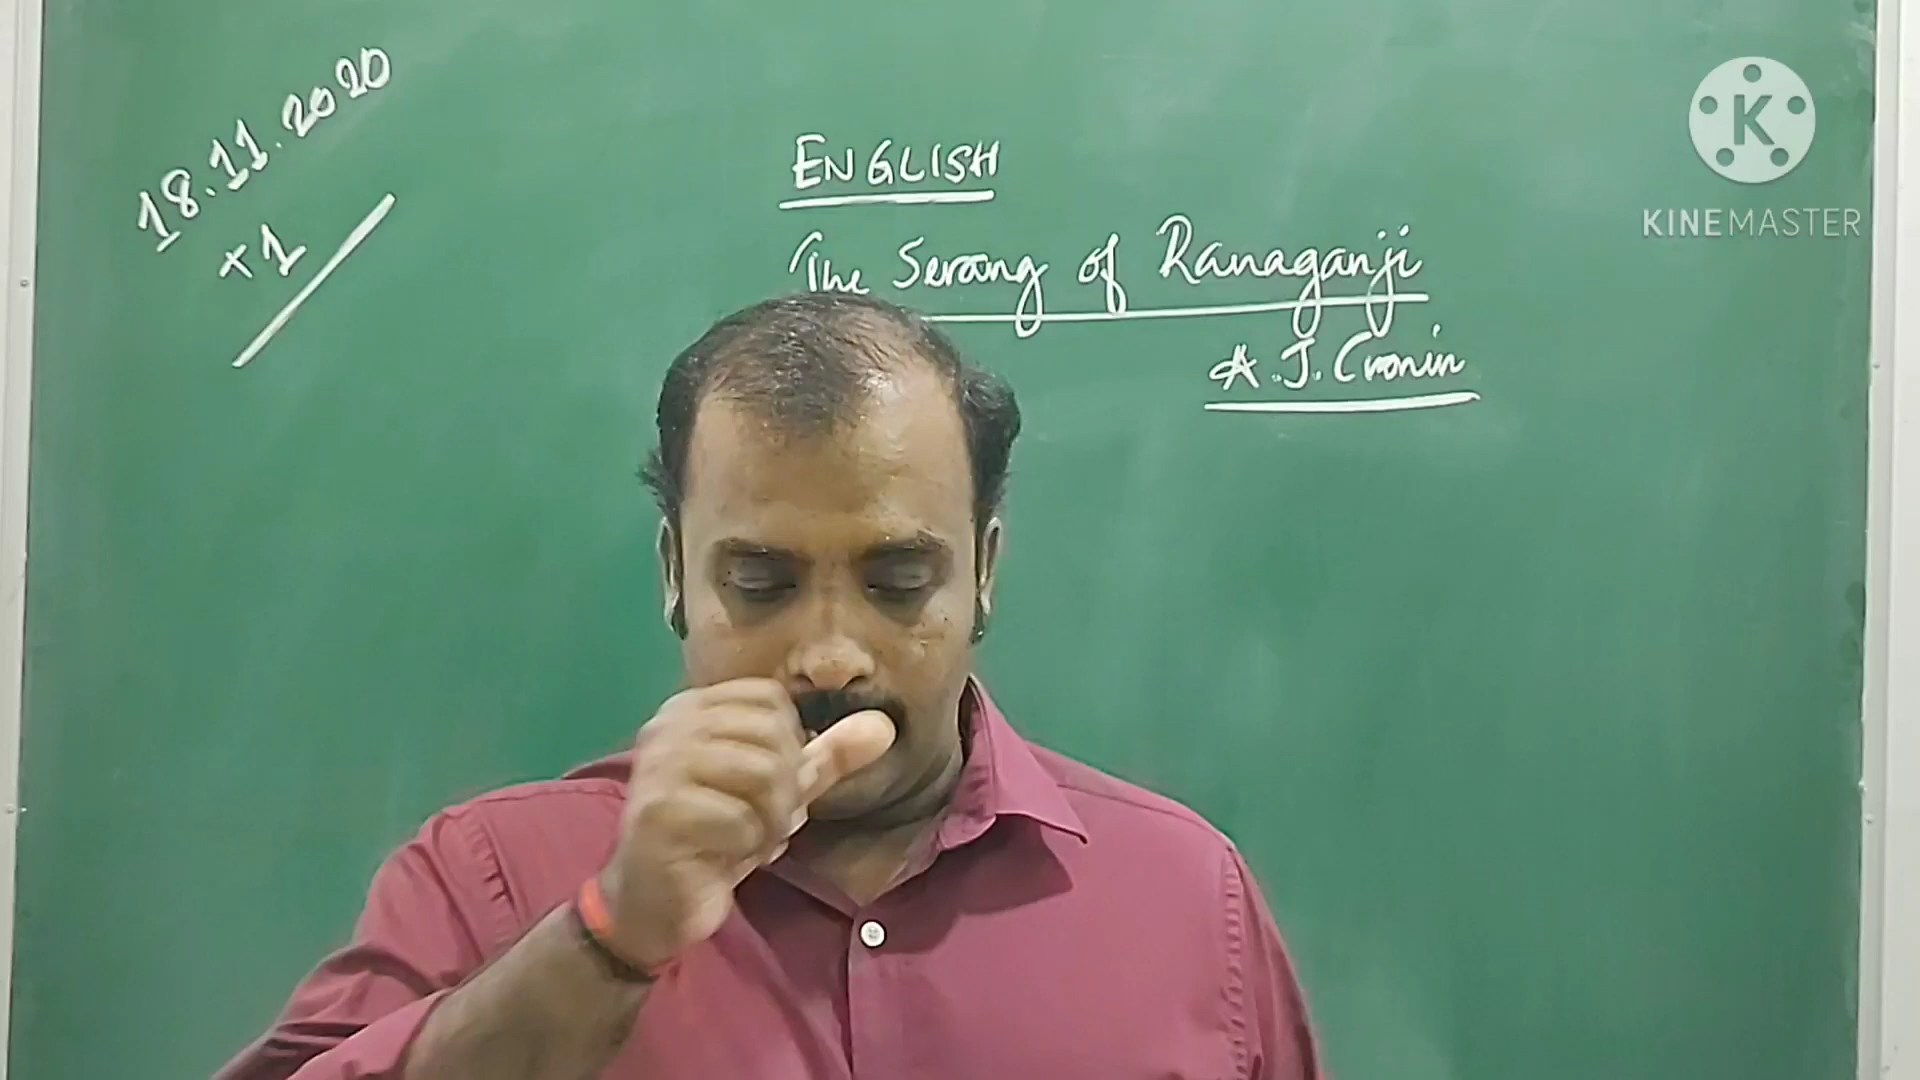 18.11.2020
+1
ENGLISH
The Serang of Ranaganji
A.J. Cronin
KINEMASTER